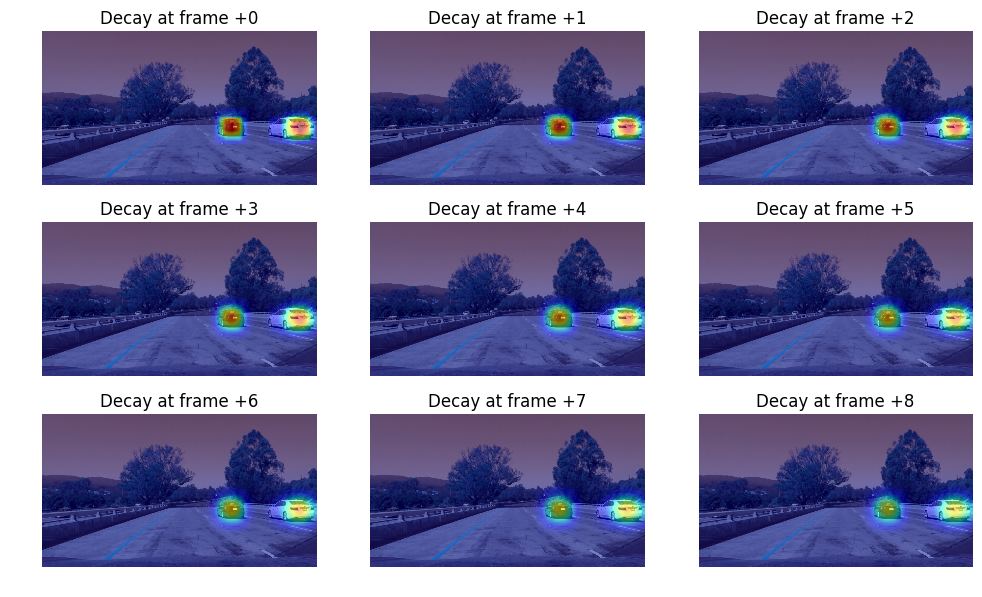 Decay at frame +0
Decay at frame +1
Decay at frame +2
Decay at frame +3
Decay at frame +4
Decay at frame +5
Decay at frame +6
Decay at frame +7
Decay at frame +8